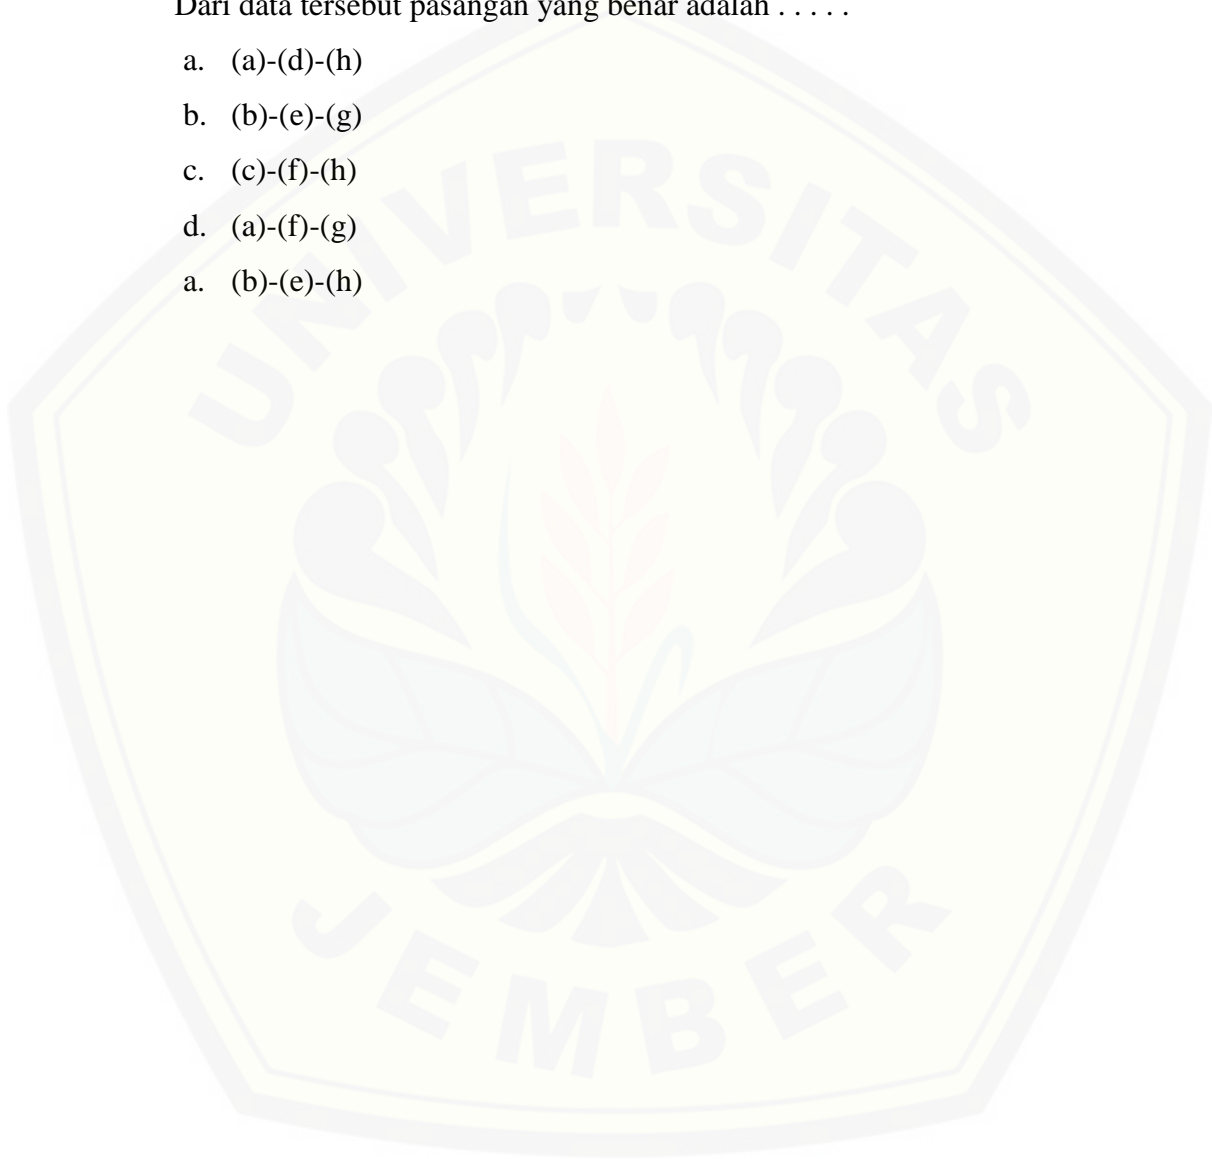 Dari data tersebut pasangan yang benar adalah . . . . .
a. (a)-(d)-(h)
b. (b)-(e)-(g)
c. (c)-(f)-(h)
d. (a)-(f)-(g)
a. (b)-(e)-(h)
UNIVERSITAS
JEMBER